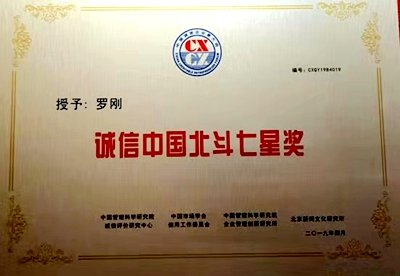 CX
CZ
编号:CXGY1984019
授予:罗刚
诚信中国北斗七星奖
中国管理科学研究院 中国市场学会 中国管理科学研究院 北京新闻文化研究所
诚信评价研究中心 信用工作委员会 企业管理创新研究所 二〇一九年四月